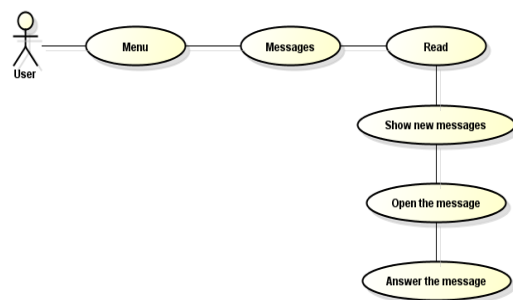 Menu
Messages
Read
User
Show new messages
Open the message
Answer the message